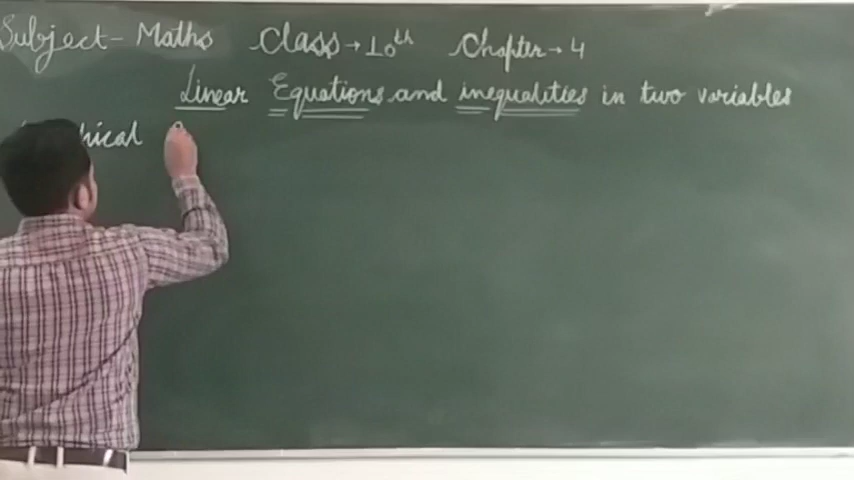 Subject - Maths Class → 10th Chapter → 4
Linear Equations and inequalities in two variables